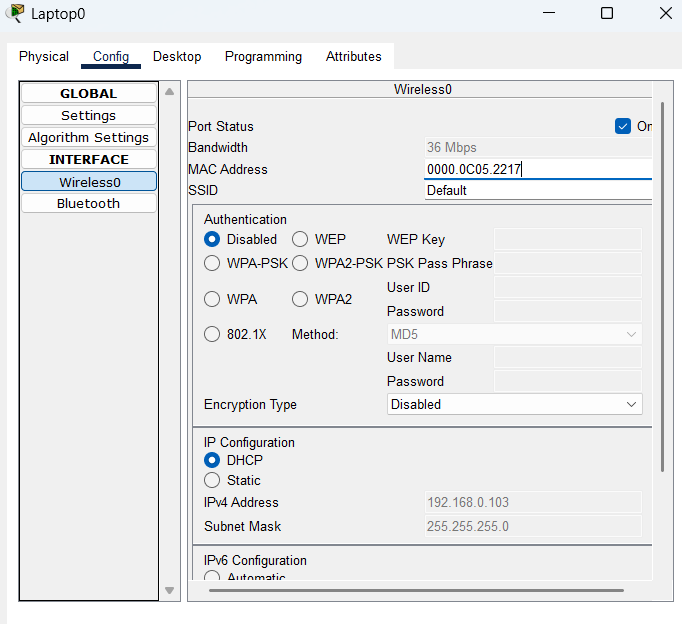 Laptop0
Physical Config Desktop Programming Attributes
GLOBAL
Settings
Algorithm Settings
INTERFACE
Wireless0
Bluetooth
Wireless0
Port Status On
Bandwidth 36 Mbps
MAC Address 0000.0C05.2217
SSID Default
Authentication
Disabled WEP WEP Key
WPA-PSK WPA2-PSK PSK Pass Phrase
User ID
WPA WPA2
Password
802.1X Method: MD5
User Name
Password
Encryption Type Disabled
IP Configuration
DHCP
Static
IPv4 Address 192.168.0.103
Subnet Mask 255.255.255.0
IPv6 Configuration
Automatic